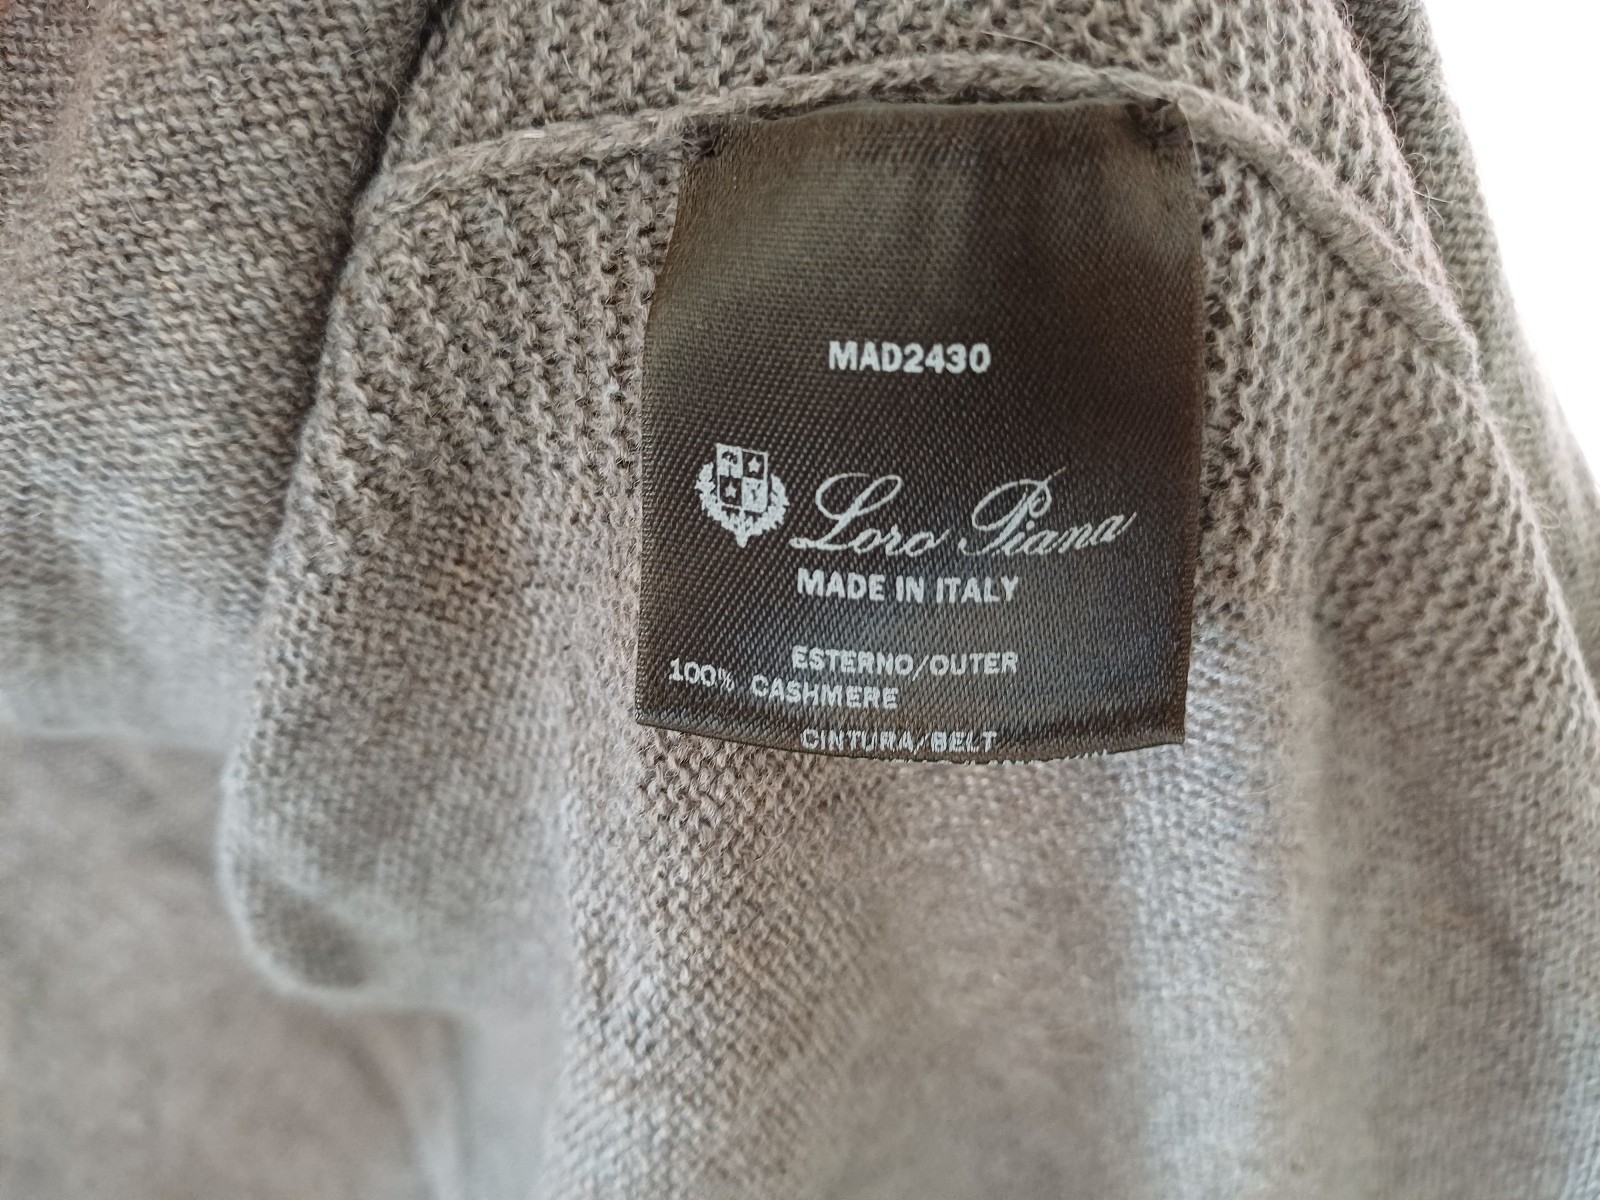 MAD2430
Loro Piana
MADE IN ITALY
ESTERNO/OUTER
100% CASHMERE
CINTURA/BELT